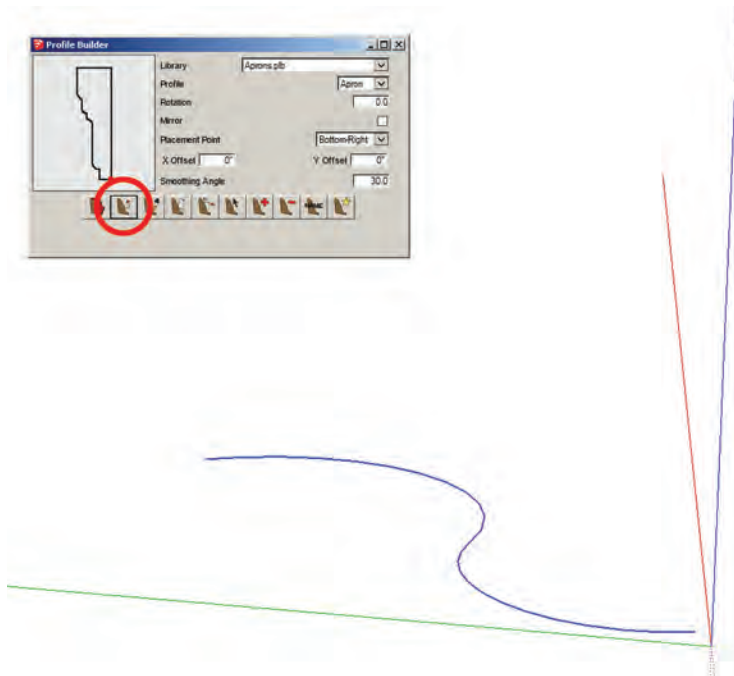 Profile Builder
Library Aprons.plb
Profile Apron
Rotation 0.0
Mirror
Placement Point Bottom-Right
X Offset 0" Y Offset 0"
Smoothing Angle 30.0